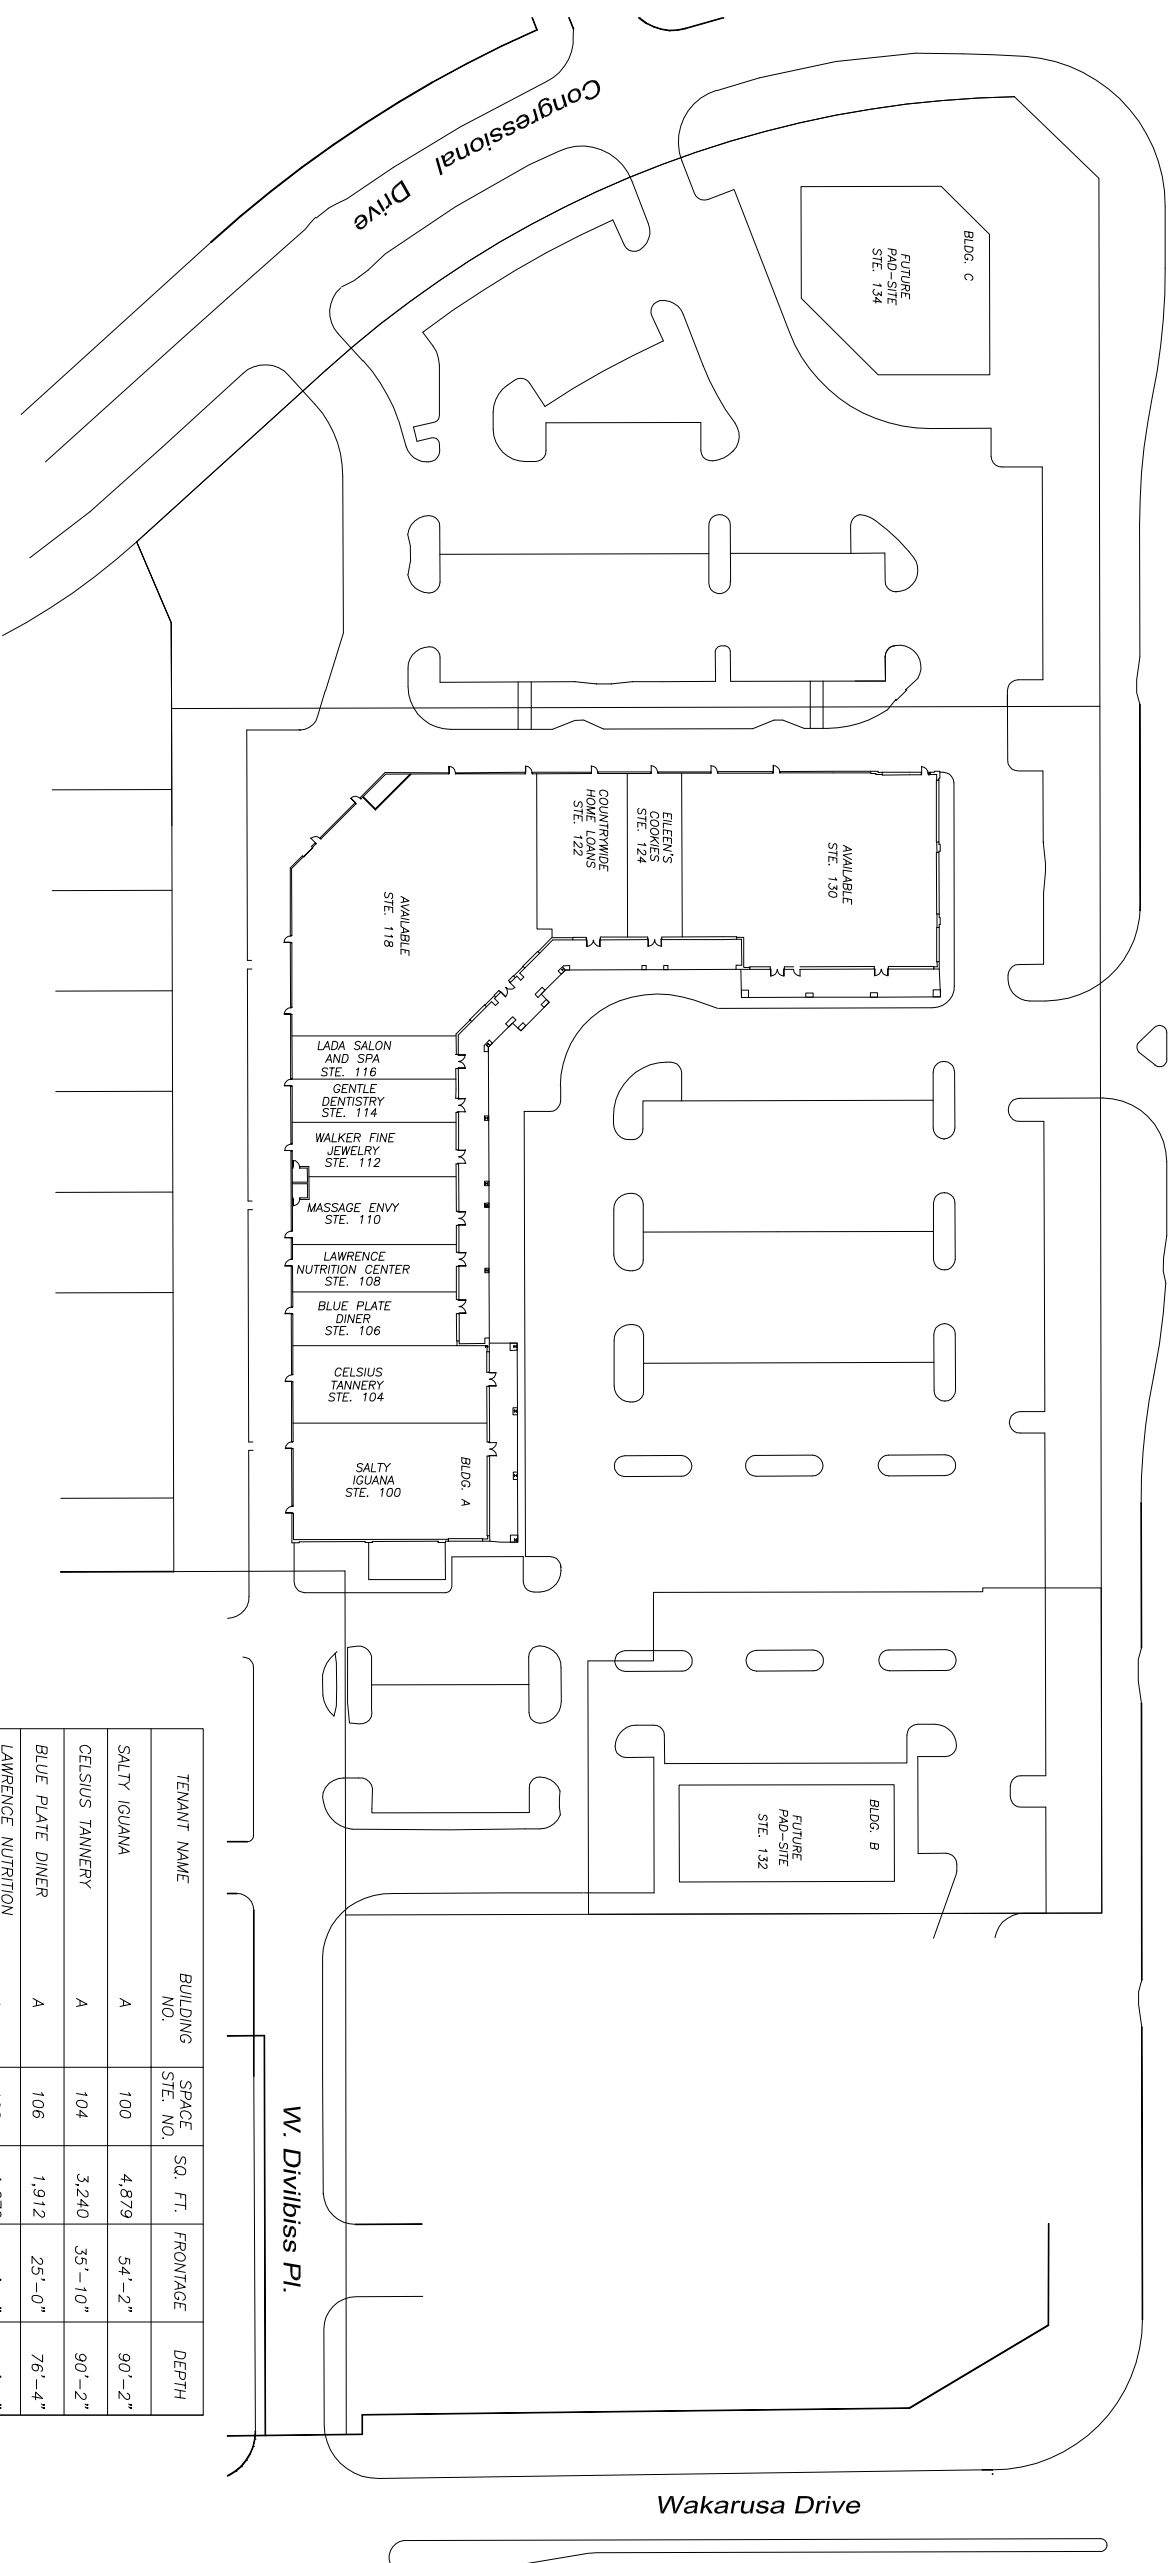 Congressional Drive
BLDG. C
FUTURE
PAD-SITE
STE. 134
AVAILABLE
STE. 130
EILEEN'S
COOKIES
STE. 124
COUNTRYWIDE
HOME LOANS
STE. 122
AVAILABLE
STE. 118
LADA SALON
AND SPA
STE. 116
GENTLE
DENTISTRY
STE. 114
WALKER FINE
JEWELRY
STE. 112
MASSAGE ENVY
STE. 110
LAWRENCE
NUTRITION CENTER
STE. 108
BLUE PLATE
DINER
STE. 106
CELSIUS
TANNERY
STE. 104
SALTY
IGUANA
STE. 100
BLDG. A
BLDG. B
FUTURE
PAD-SITE
STE. 132
TENANT NAME BUILDING NO. SPACE STE. NO. SQ. FT. FRONTAGE DEPTH
SALTY IGUANA A 100 4,879 54'-2" 90'-2"
CELSIUS TANNERY A 104 3,240 35'-10" 90'-2"
BLUE PLATE DINER A 106 1,912 25'-0" 76'-4"
LAWRENCE NUTRITION
W. Divilbiss Pl.
Wakarusa Drive